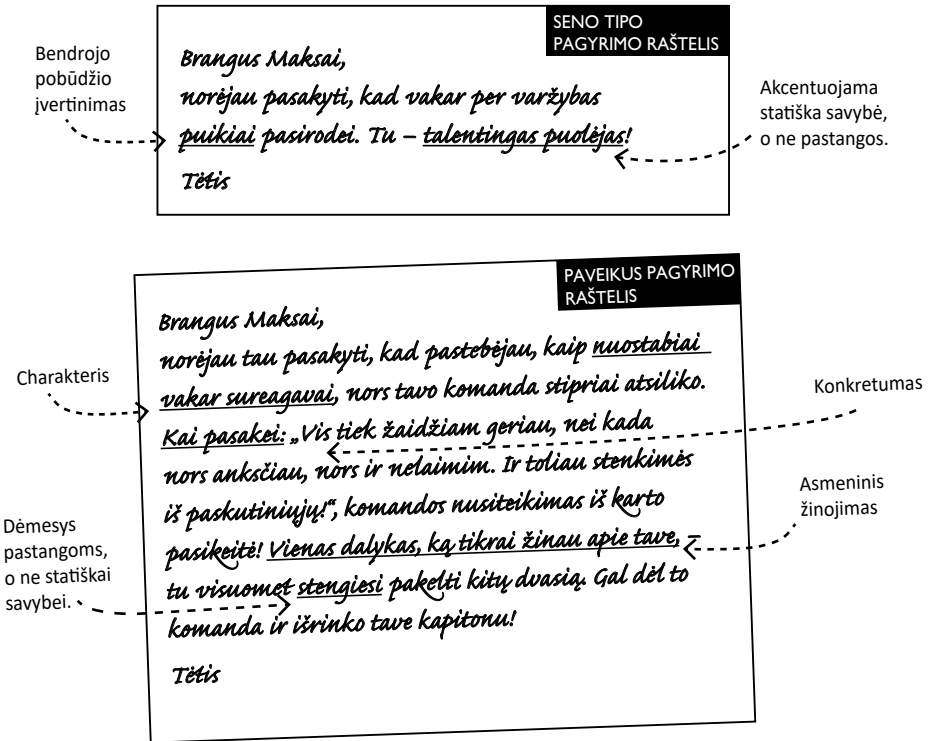 SENO TIPO
PAGYRIMO RAŠTELIS
Bendrojo
pobūdžio
įvertinimas
Brangus Maksai,
norėjau pasakyti, kad vakar per varžybas
puikiai pasirodei. Tu – talentingas puolėjas!
Tėtis
Akcentuojama
statiška savybė,
o ne pastangos.
PAVEIKUS PAGYRIMO
RAŠTELIS
Brangus Maksai,
norėjau tau pasakyti, kad pastebėjau, kaip nuostabiai
vakar sureagavai, nors tavo komanda stipriai atsiliko.
Kai pasakei: „Vis tiek žaidžiam geriau, nei kada
nors anksčiau, nors ir nelaimim. Ir toliau stenkimės
iš paskutiniųjų!“, komandos nusiteikimas iš karto
pasikeitė! Vienas dalykas, ką tikrai žinau apie tave, –
tu visuomet stengiesi pakelti kitų dvasią. Gal dėl to
komanda ir išrinko tave kapitonu!
Tėtis
Charakteris
Konkretumas
Asmeninis
žinojimas
Dėmesys
pastangoms,
o ne statiškai
savybei.